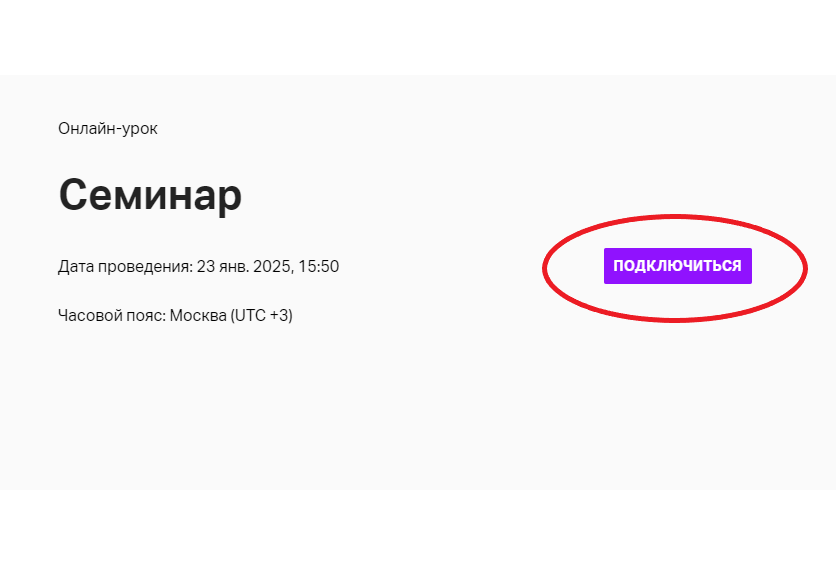 Онлайн-урок
Семинар
Дата проведения: 23 янв. 2025, 15:50
ПОДКЛЮЧИТЬСЯ
Часовой пояс: Москва (UTC +3)